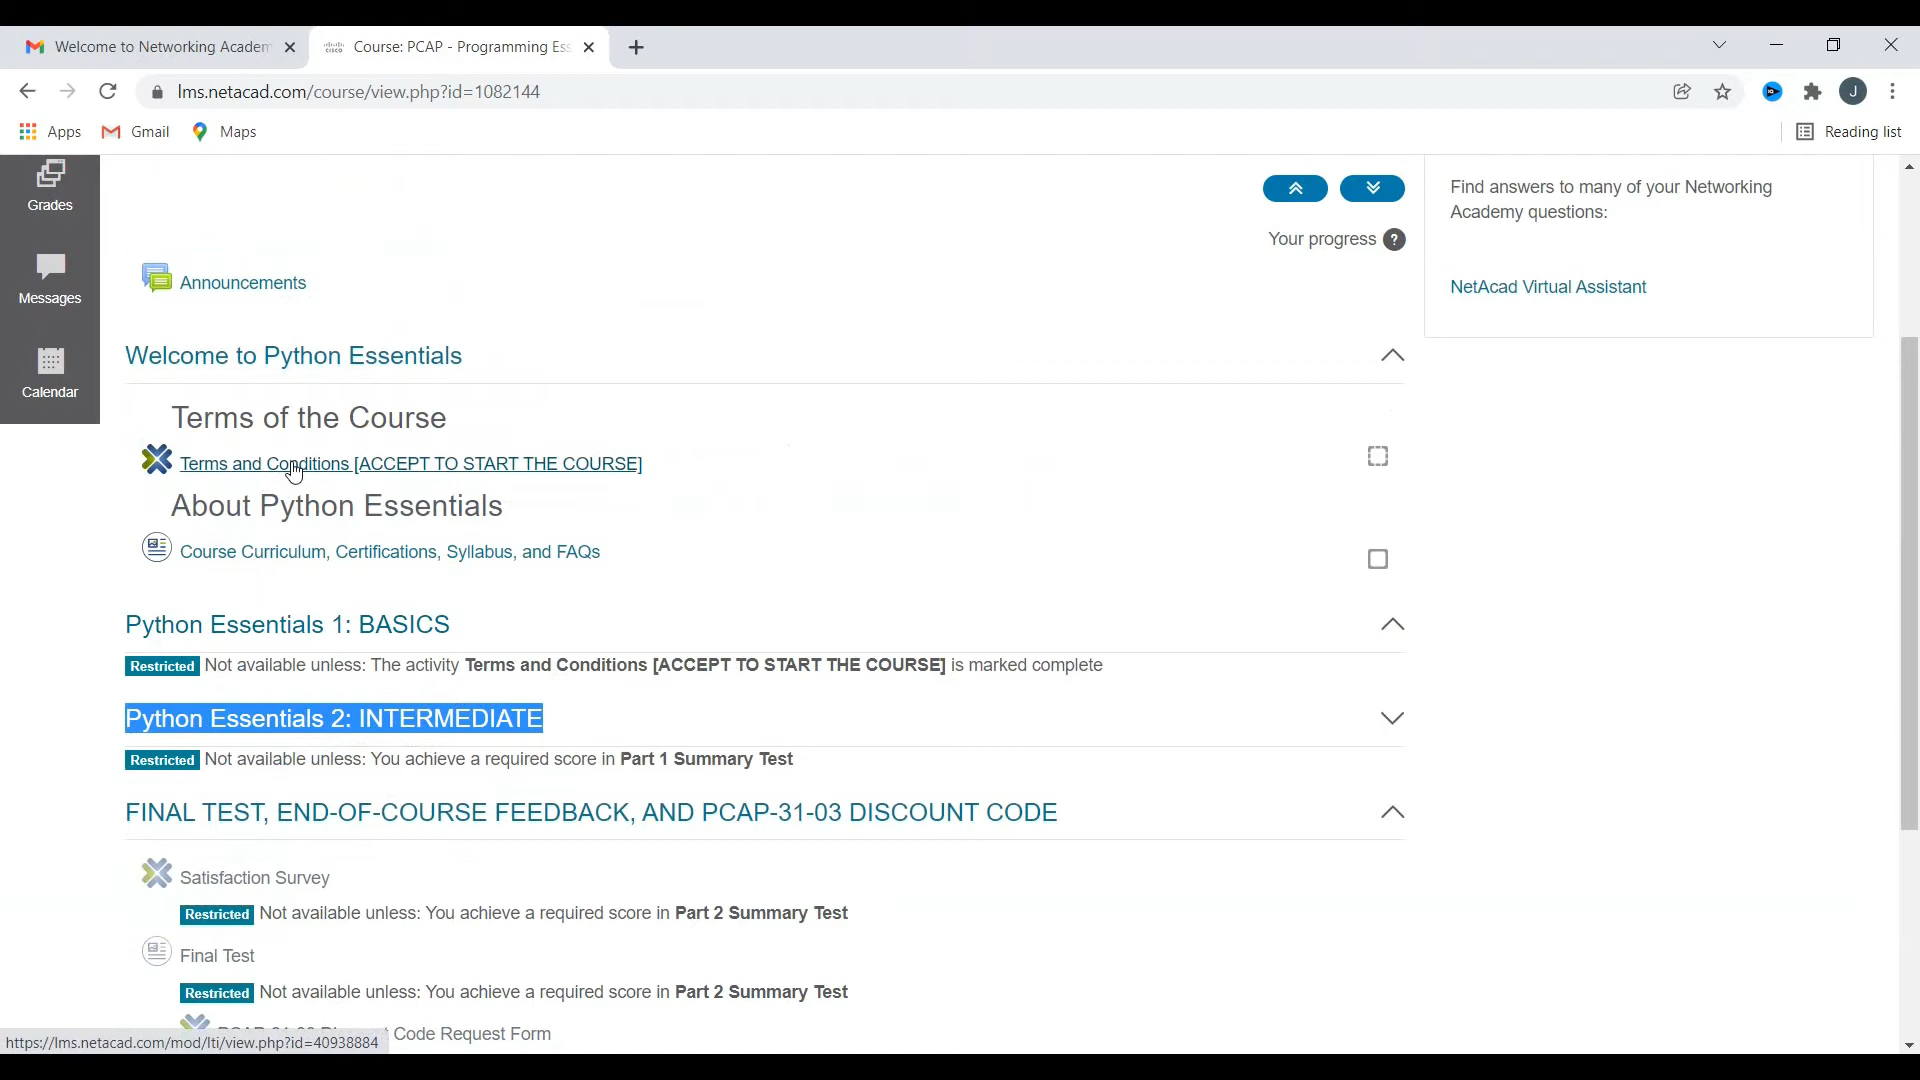 Welcome to Networking Academ
Course: PCAP - Programming Ess
lms.netacad.com/course/view.php?id=1082144
J
Apps
Gmail
Maps
Reading list
Grades
Messages
Calendar
Your progress ?
Find answers to many of your Networking
Academy questions:
NetAcad Virtual Assistant
Announcements
Welcome to Python Essentials
Terms of the Course
Terms and Conditions [ACCEPT TO START THE COURSE]
About Python Essentials
Course Curriculum, Certifications, Syllabus, and FAQs
Python Essentials 1: BASICS
Restricted Not available unless: The activity Terms and Conditions [ACCEPT TO START THE COURSE] is marked complete
Python Essentials 2: INTERMEDIATE
Restricted Not available unless: You achieve a required score in Part 1 Summary Test
FINAL TEST, END-OF-COURSE FEEDBACK, AND PCAP-31-03 DISCOUNT CODE
Satisfaction Survey
Restricted Not available unless: You achieve a required score in Part 2 Summary Test
Final Test
Restricted Not available unless: You achieve a required score in Part 2 Summary Test
Code Request Form
https://lms.netacad.com/mod/lti/view.php?id=40938884